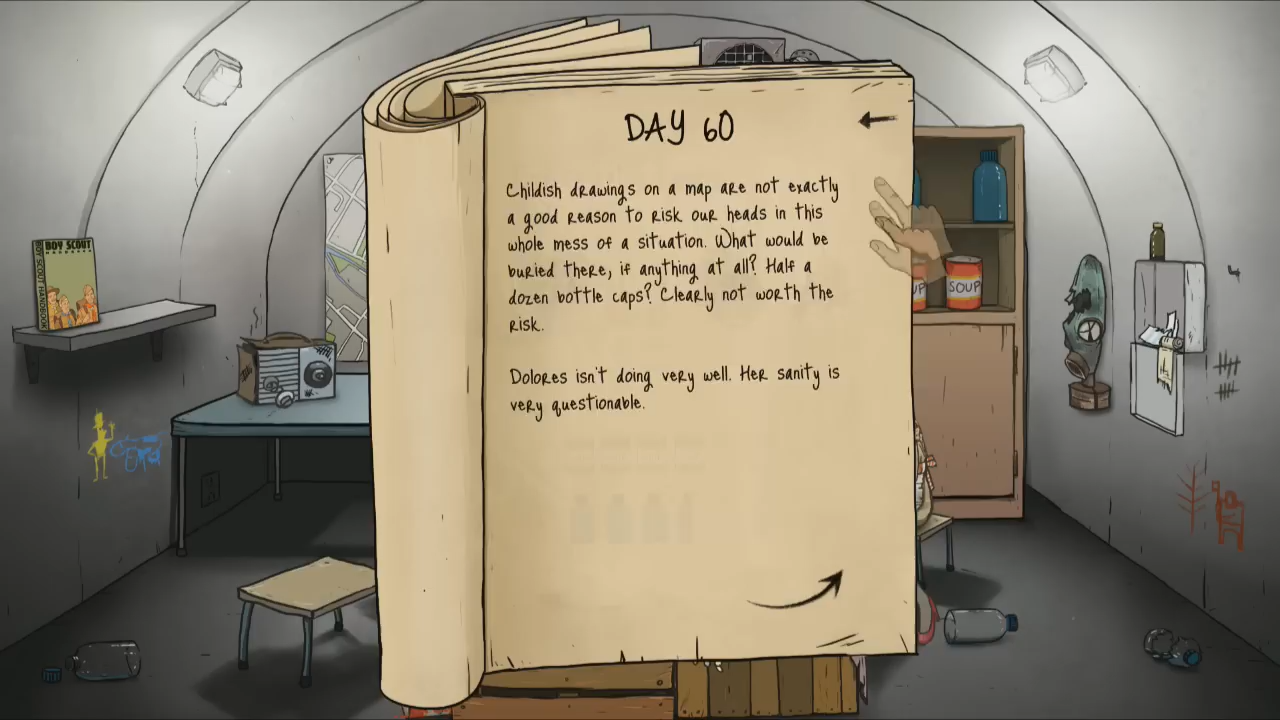 DAY 60
Childish drawings on a map are not exactly
a good reason to risk our heads in this
whole mess of a situation. What would be
buried there, if anything at all? Half a
dozen bottle caps? Clearly not worth the
risk.
Dolores isn't doing very well. Her sanity is
very questionable.
BOY SCOUT
BOY SCOUT HANDBOOK
UP
SOUP